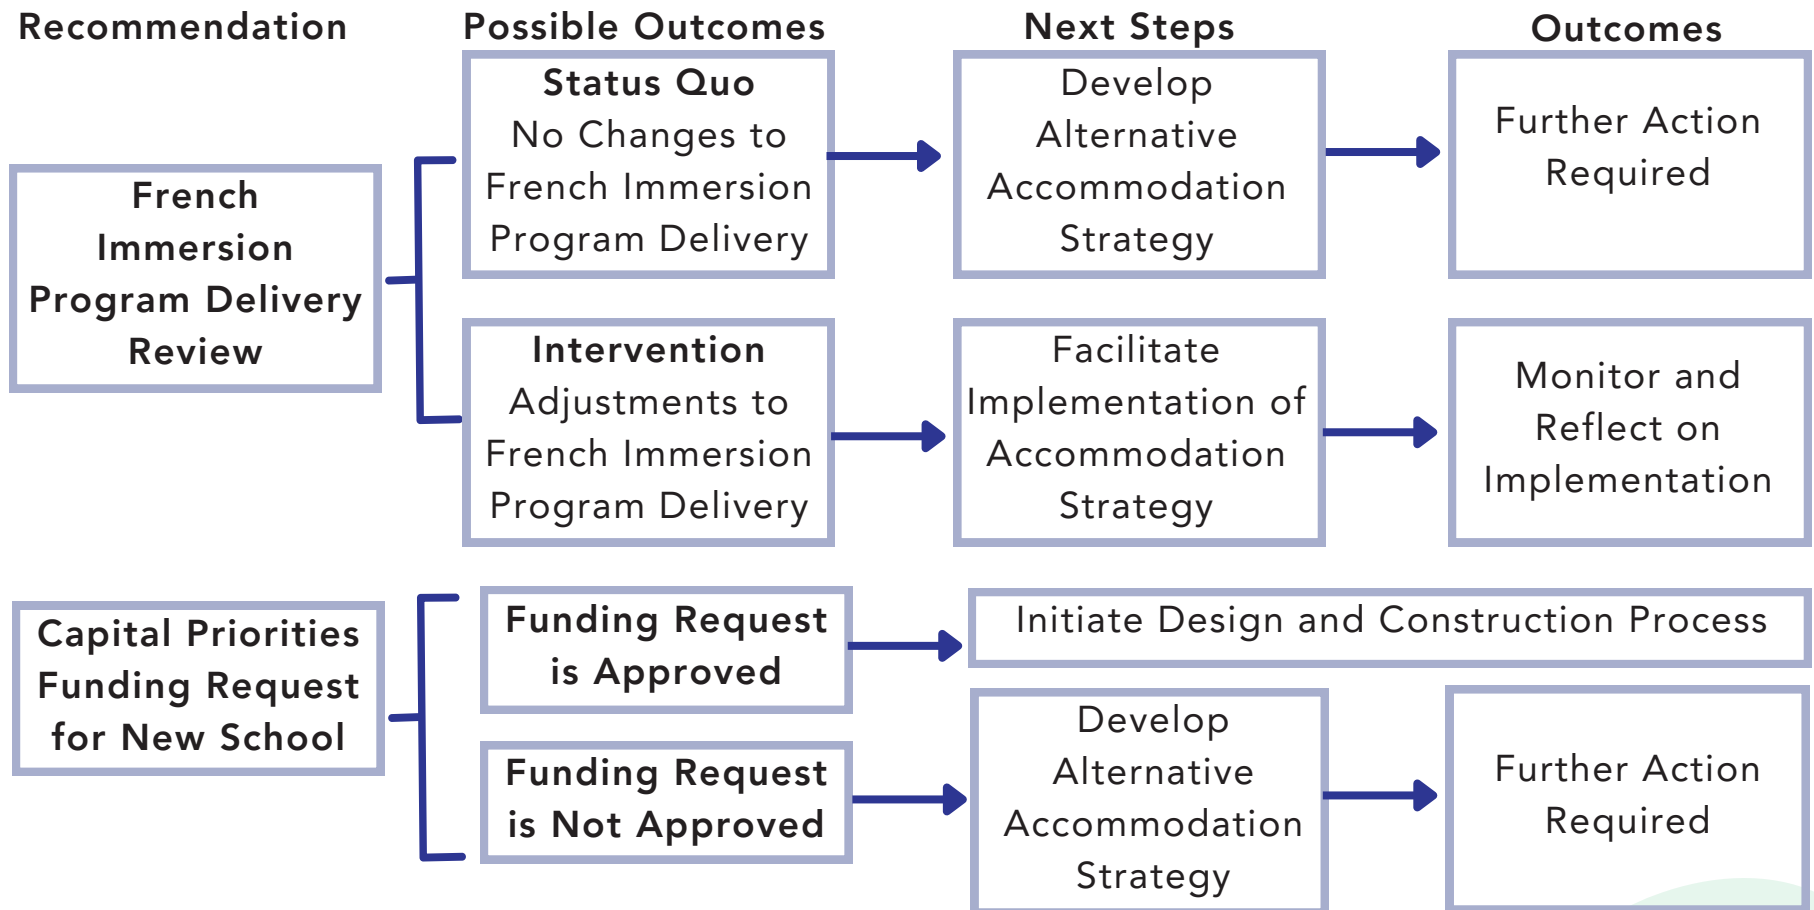 Recommendation
Possible Outcomes
Next Steps
Outcomes
French
Immersion
Program Delivery
Review
Status Quo
No Changes to
French Immersion
Program Delivery
Develop
Alternative
Accommodation
Strategy
Further Action
Required
Intervention
Adjustments to
French Immersion
Program Delivery
Facilitate
Implementation of
Accommodation
Strategy
Monitor and
Reflect on
Implementation
Capital Priorities
Funding Request
for New School
Funding Request
is Approved
Initiate Design and Construction Process
Funding Request
is Not Approved
Develop
Alternative
Accommodation
Strategy
Further Action
Required